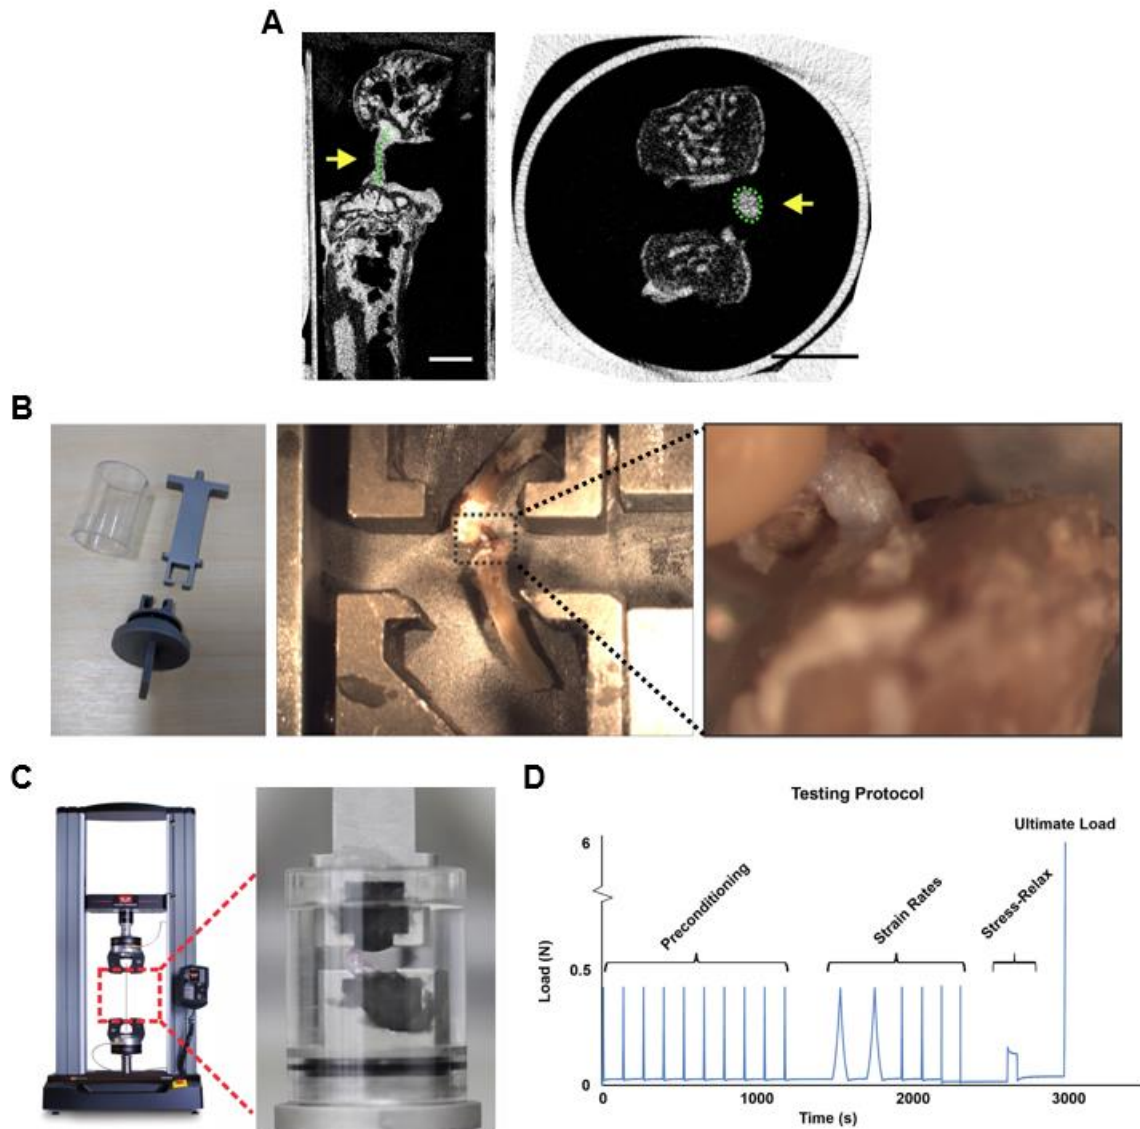 A
B
C
D
Testing Protocol
Ultimate Load
6
Preconditioning
Strain Rates
Stress-Relax
0.5
Load (N)
0
0
1000
2000
3000
Time (s)